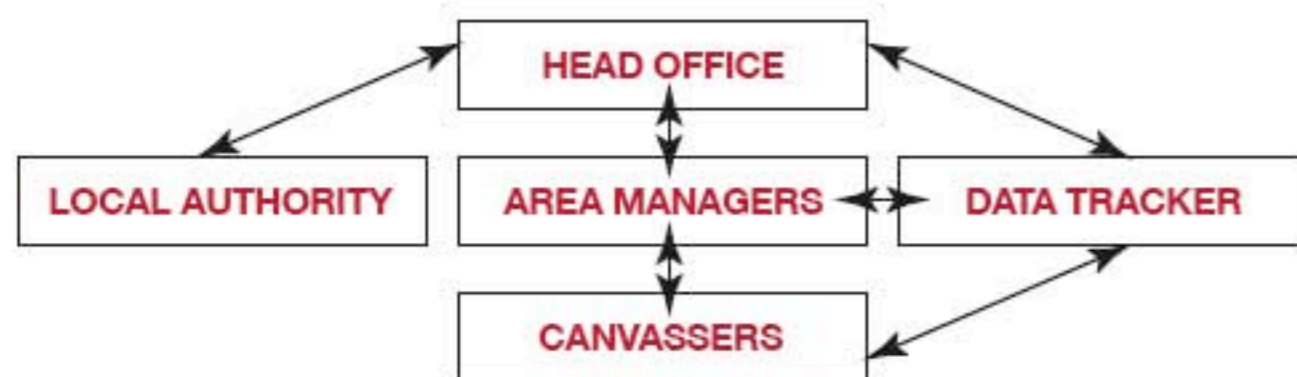 HEAD OFFICE
LOCAL AUTHORITY
AREA MANAGERS
DATA TRACKER
CANVASSERS